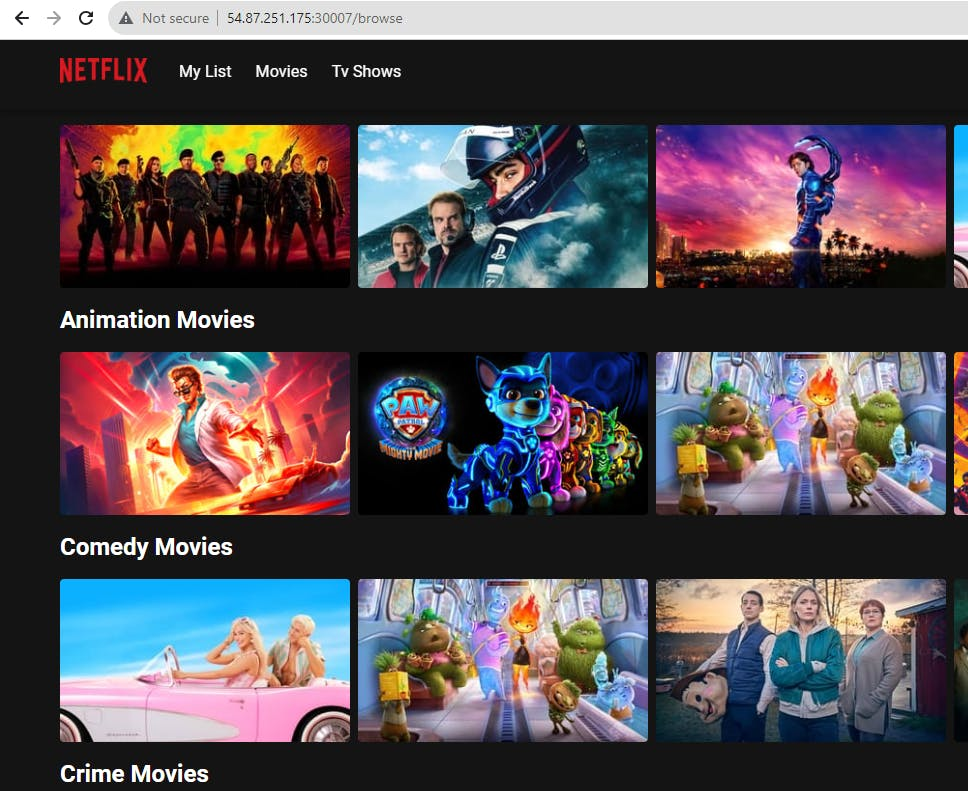 Not secure 54.87.251.175:30007/browse
NETFLIX My List Movies Tv Shows
Animation Movies
PAW
PATROL
MIGHTY MOVIE
Comedy Movies
Crime Movies